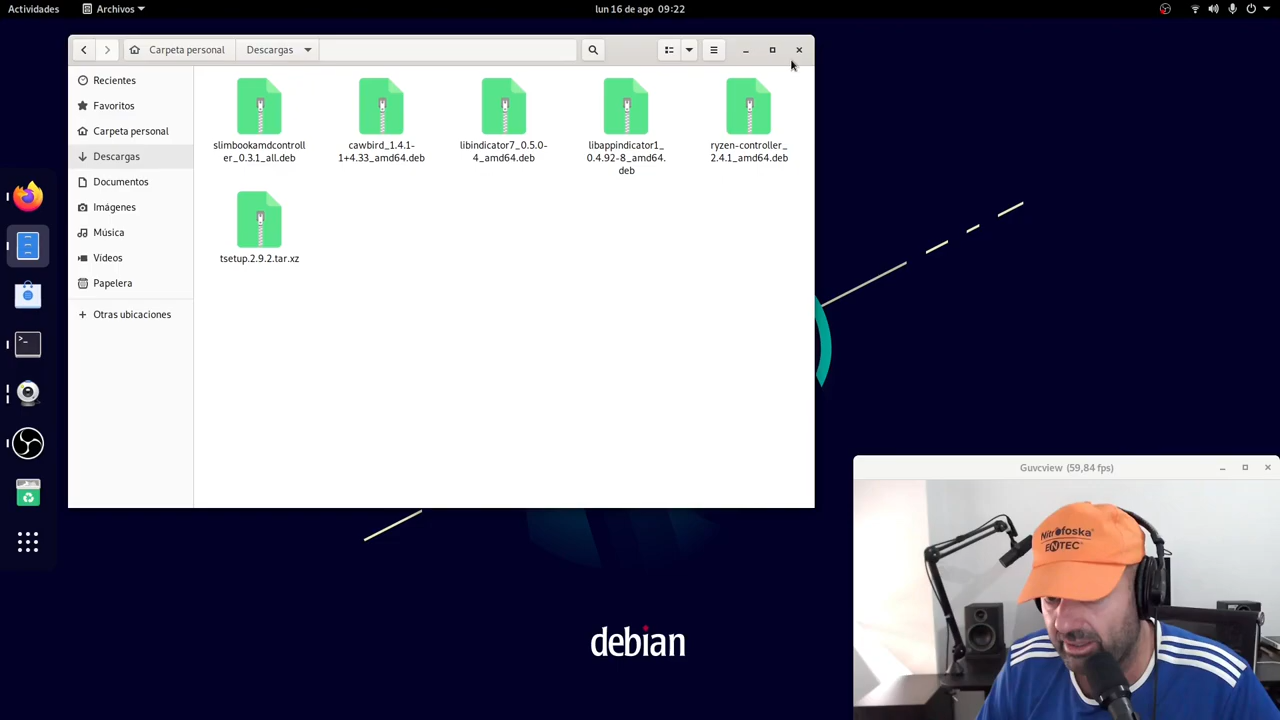 Actividades
Archivos
lun 16 de ago 09:22
Carpeta personal
Descargas
Recientes
Favoritos
Carpeta personal
Descargas
Documentos
Imágenes
Música
Vídeos
Papelera
Otras ubicaciones
slimbookamdcontroll
er_0.3.1_all.deb
cawbird_1.4.1-
1+4.33_amd64.deb
libindicator7_0.5.0-
4_amd64.deb
libappindicator1_
0.4.92-8_amd64.
deb
ryzen-controller_
2.4.1_amd64.deb
tsetup.2.9.2.tar.xz
Guvcview (59,84 fps)
Nitrofoska
ENTEC
debian